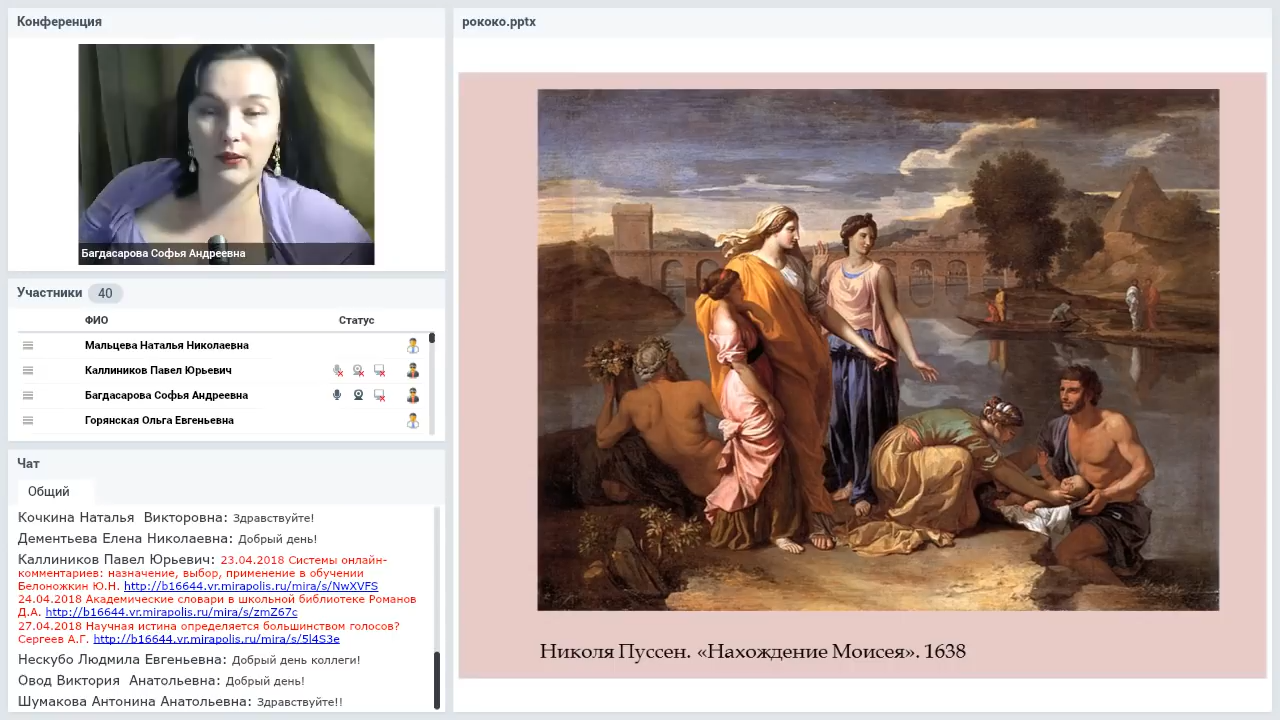 Конференция
Багдасарова Софья Андреевна
Участники 40
ФИО Статус
Мальцева Наталья Николаевна
Каллиников Павел Юрьевич
Багдасарова Софья Андреевна
Горянская Ольга Евгеньевна
Чат
Общий
Кочкина Наталья Викторовна: Здравствуйте!
Дементьева Елена Николаевна: Добрый день!
Каллиников Павел Юрьевич: 23.04.2018 Системы онлайн-
комментариев: назначение, выбор, применение в обучении
Белоножкин Ю.Н. http://b16644.vr.mirapolis.ru/mira/s/NwXVFS
24.04.2018 Академические словари в школьной библиотеке Романов
Д.А. http://b16644.vr.mirapolis.ru/mira/s/zmZ67c
27.04.2018 Научная истина определяется большинством голосов?
Сергеев А.Г. http://b16644.vr.mirapolis.ru/mira/s/5l4S3e
Нескубо Людмила Евгеньевна: Добрый день коллеги!
Овод Виктория Анатольевна: Добрый день!
Шумакова Антонина Анатольевна: Здравствуйте!!
рококо.pptx
Николя Пуссен. «Нахождение Моисея». 1638